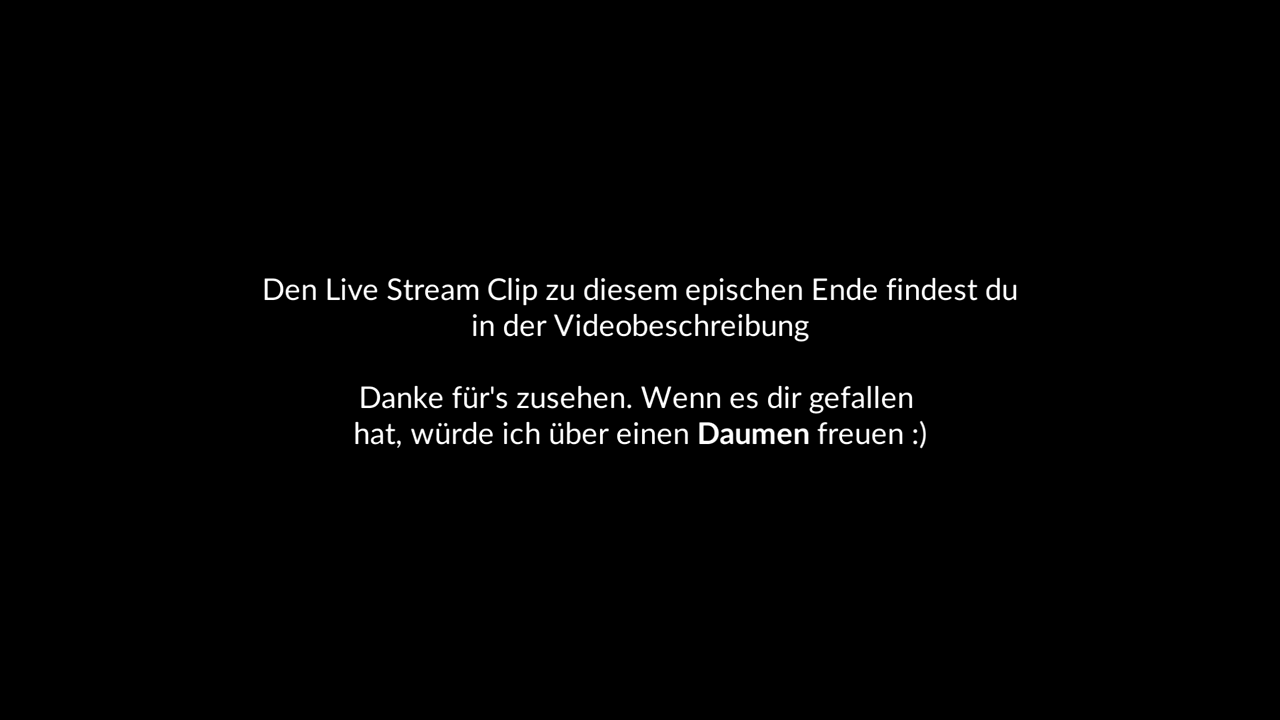 Den Live Stream Clip zu diesem epischen Ende findest du
in der Videobeschreibung
Danke für's zusehen. Wenn es dir gefallen
hat, würde ich über einen Daumen freuen :)